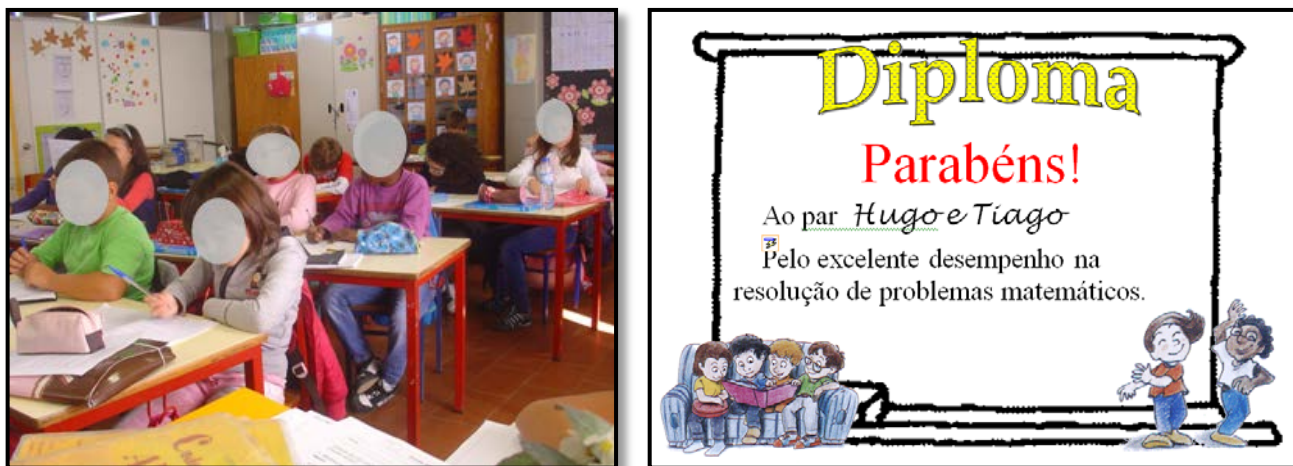 Diploma
Parabéns!
Ao par Hugo e Tiago
Pelo excelente desempenho na
resolução de problemas matemáticos.